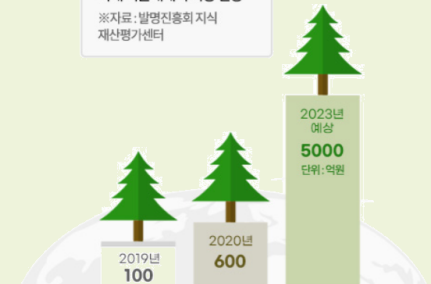 ※자료 : 발명진흥회 지식
재산평가센터
2023년
예상
5000
단위 : 억원
2020년
600
2019년
100